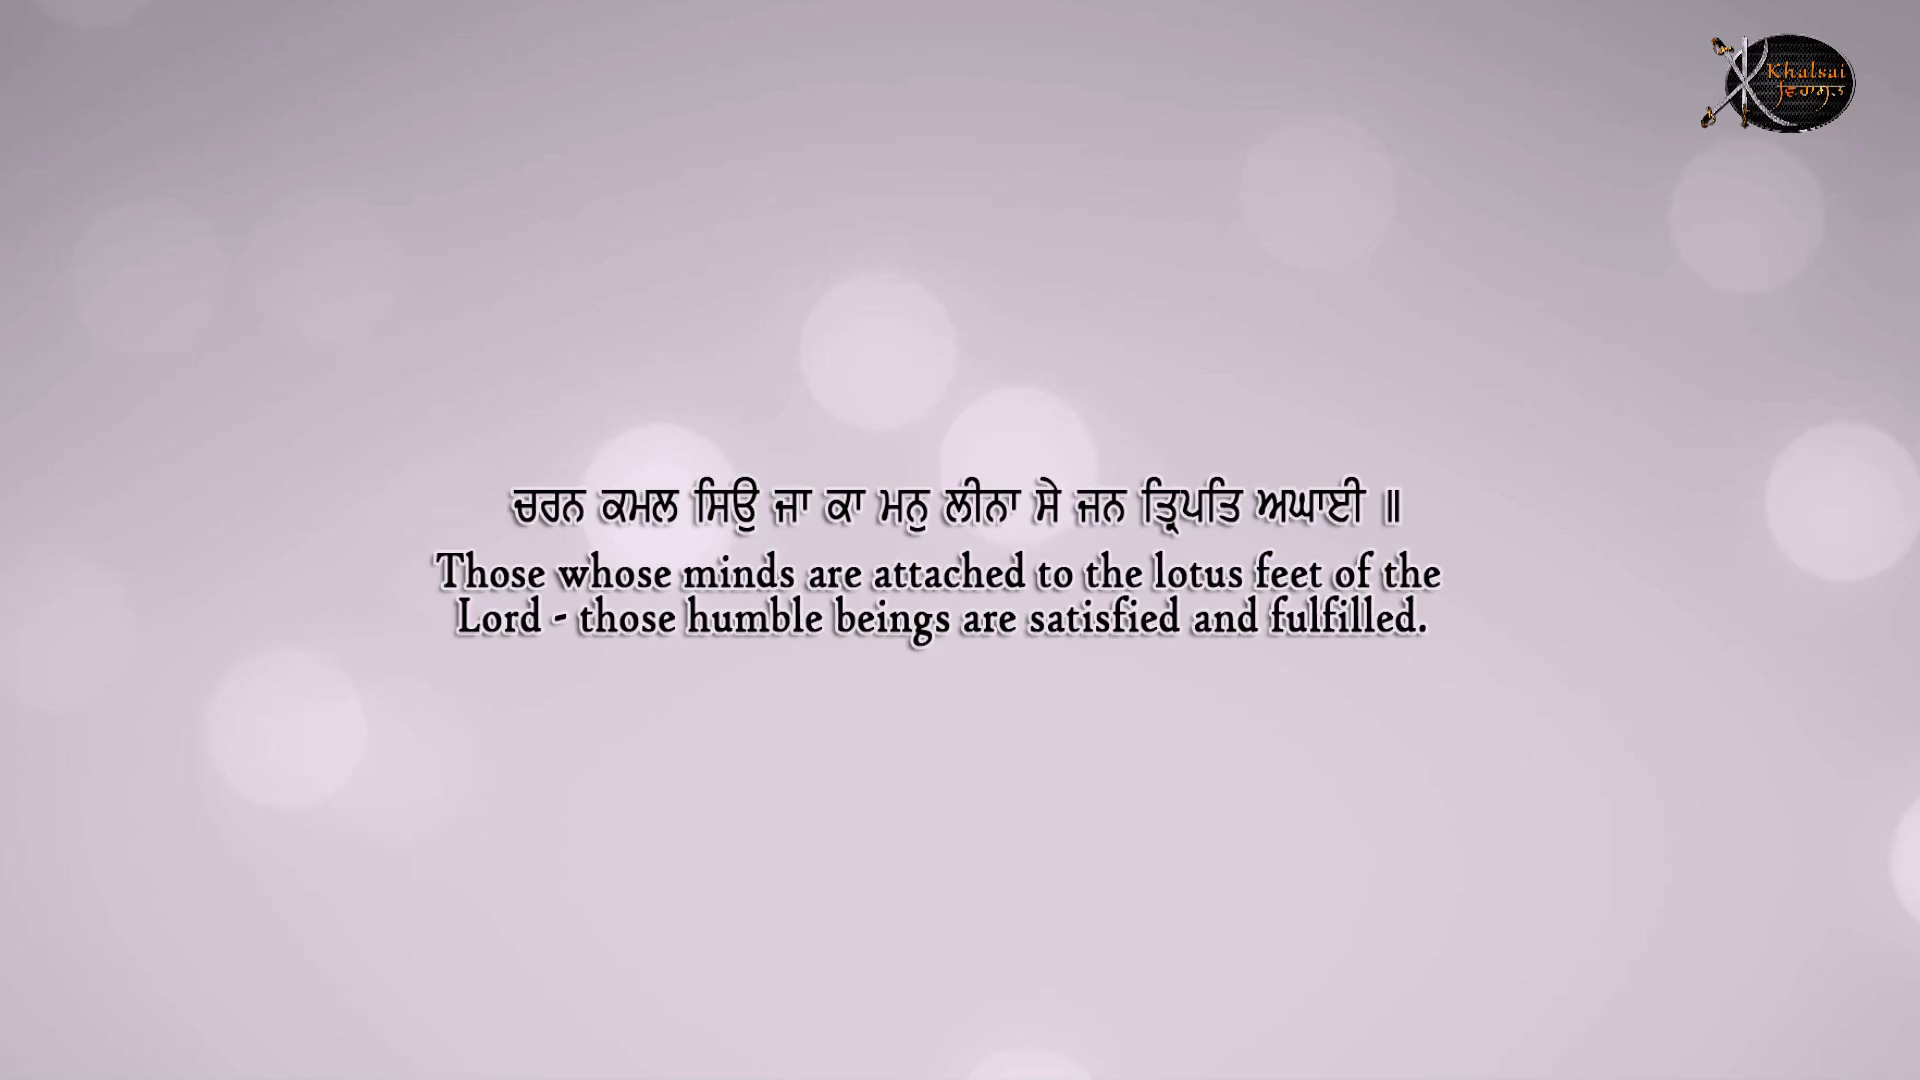 Khalsai
ਵਿਰਾਸਤ
ਚਰਨ ਕਮਲ ਸਿਉ ਜਾ ਕਾ ਮਨੁ ਲੀਨਾ ਸੇ ਜਨ ਤ੍ਰਿਪਤਿ ਅਘਾਈ ॥
Those whose minds are attached to the lotus feet of the
Lord - those humble beings are satisfied and fulfilled.